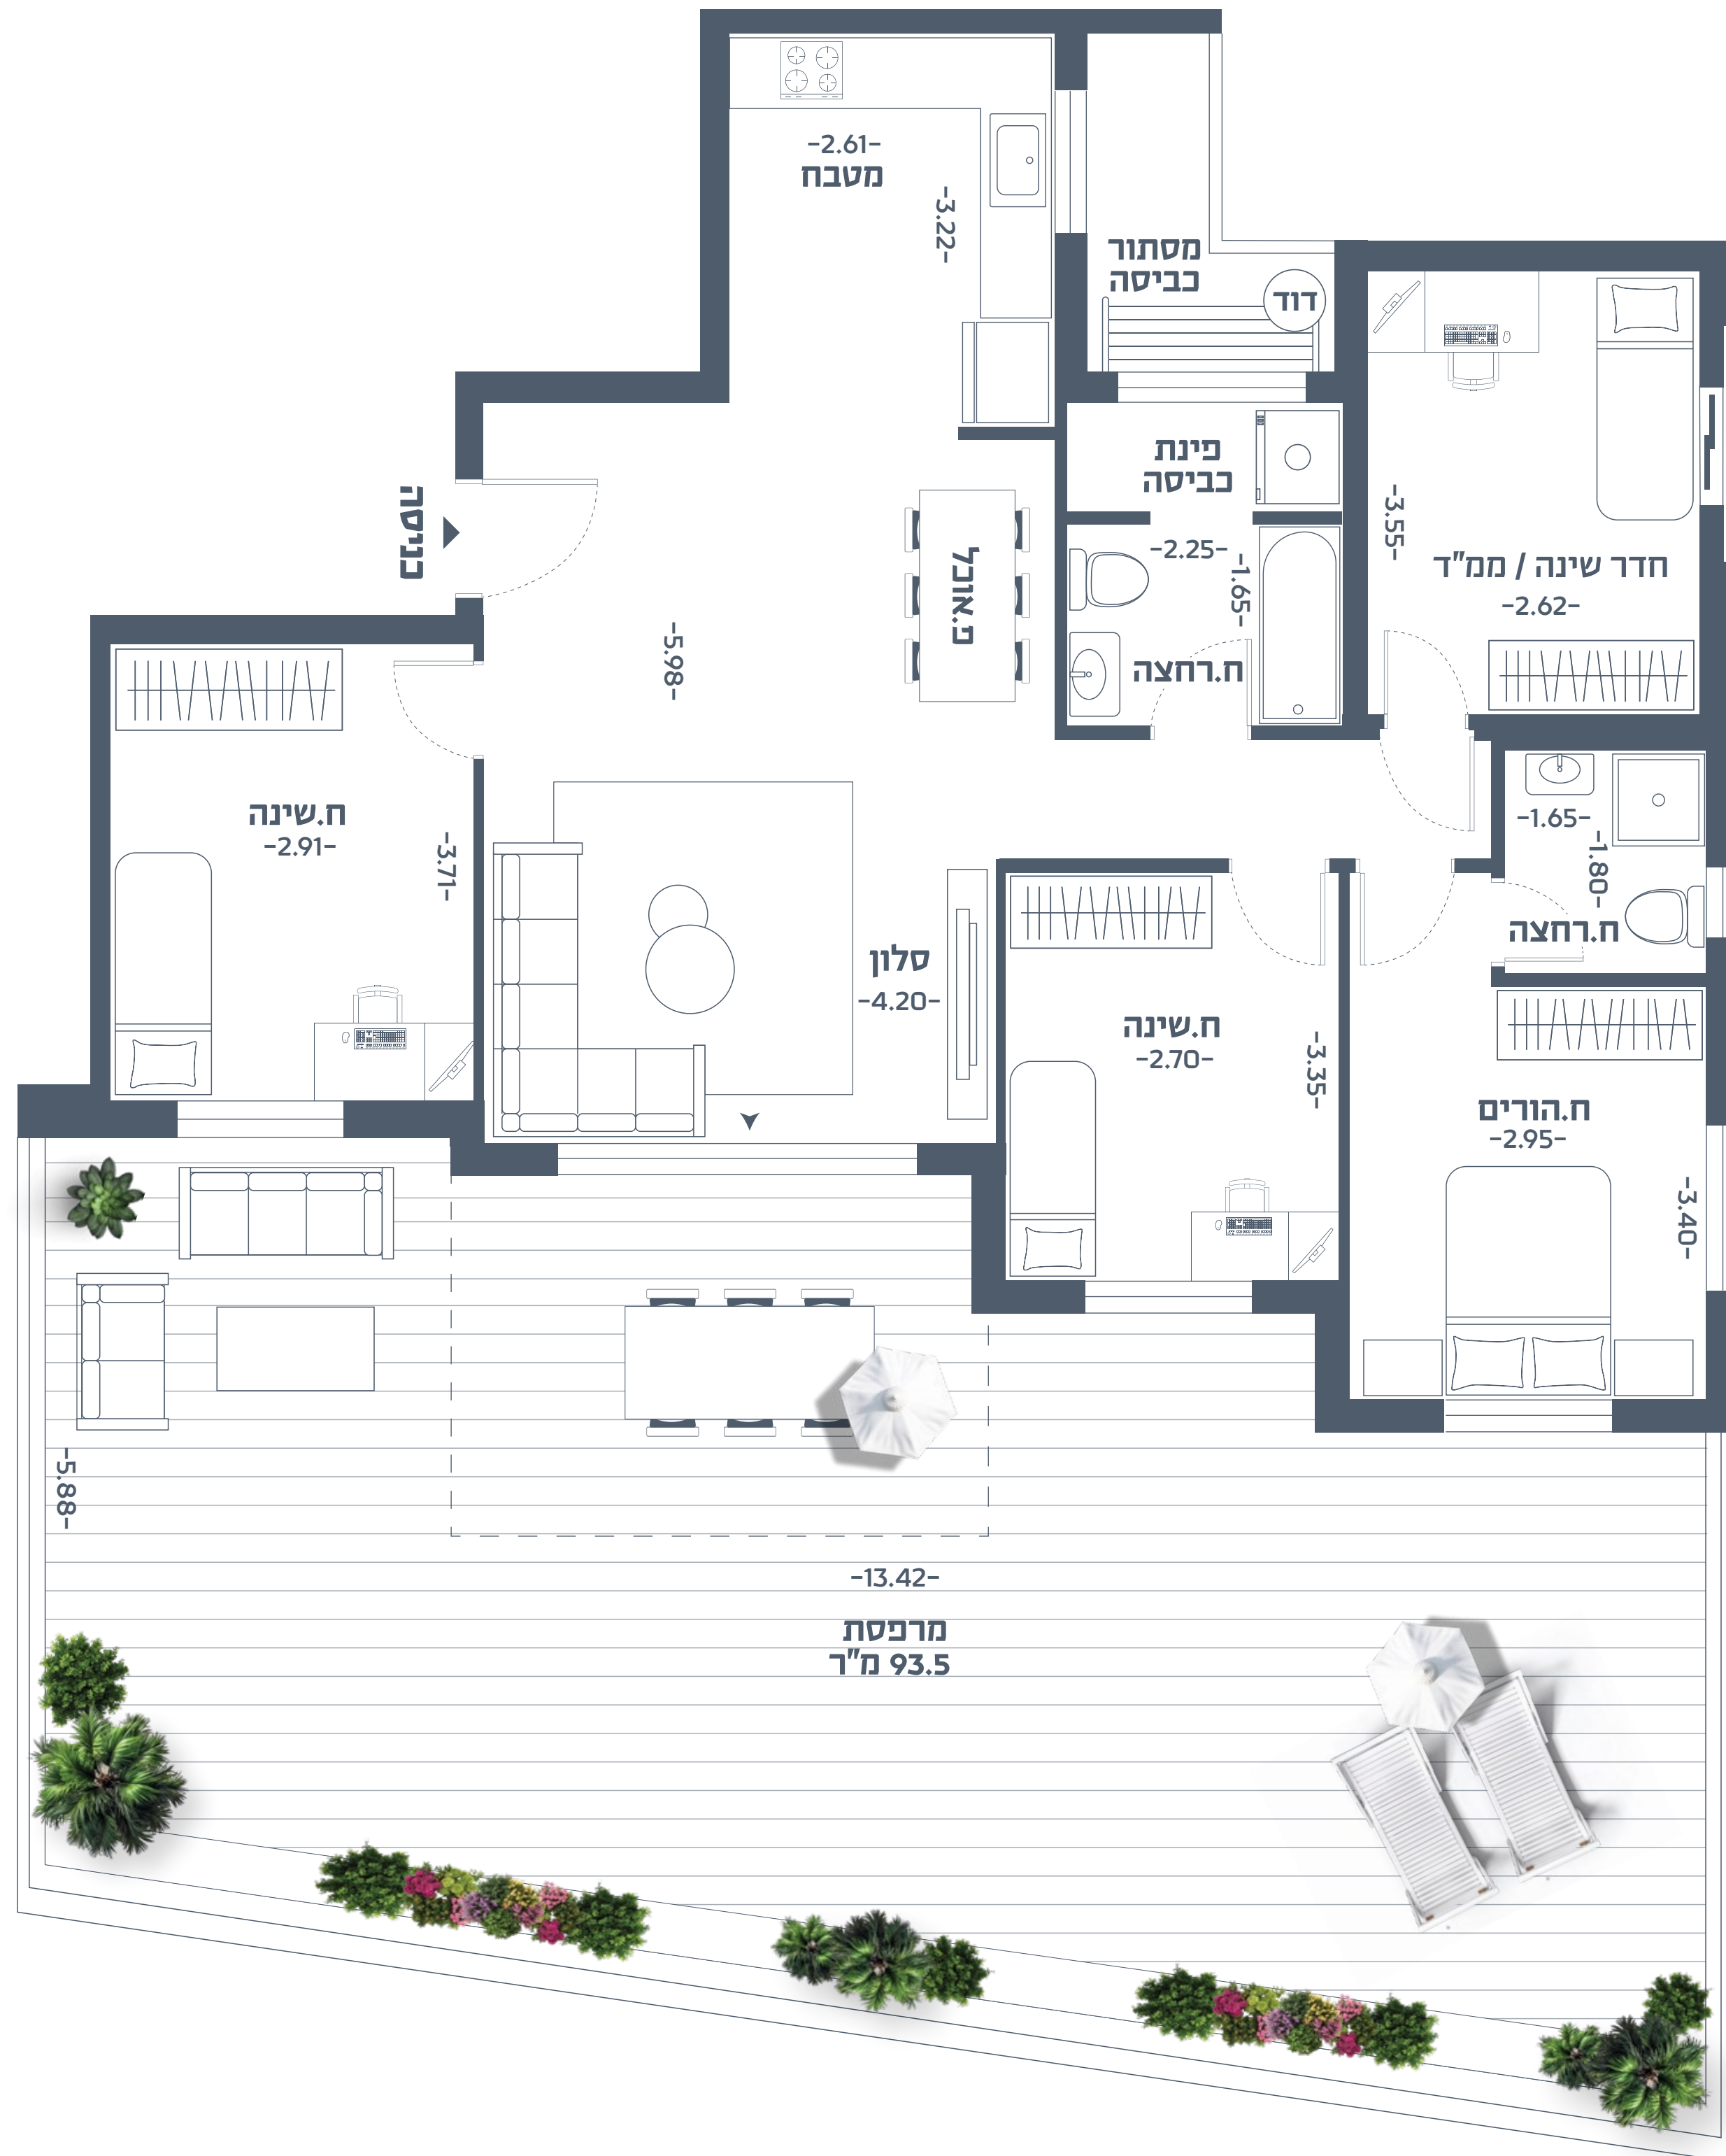 -2.61-
מטבח
-3.22-
מסתור
כביסה
דוד
פינת
כביסה
כניסה
-2.25-
-1.65-
-3.55-
חדר שינה / ממ"ד
-2.62-
פ.אוכל
-5.98-
ח.רחצה
ח.שינה
-2.91-
-3.71-
-1.65-
-1.80-
ח.רחצה
סלון
-4.20-
ח.שינה
-2.70-
-3.35-
ח.הורים
-2.95-
-3.40-
-5.88-
-13.42-
מרפסת
93.5 מ"ר